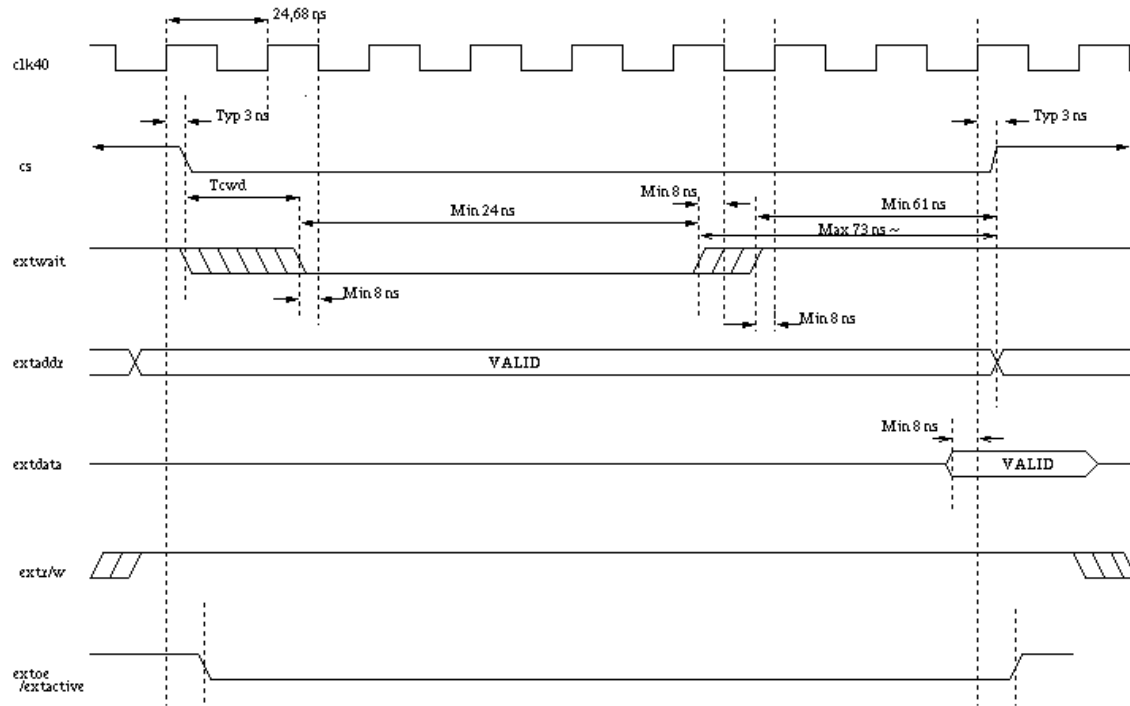 24,68 ns
clk40
Typ 3 ns
Typ 3 ns
cs
Tcwd
Min 8 ns
Min 24 ns
Min 61 ns
Max 73 ns ~
extwait
Min 8 ns
Min 8 ns
extaddr
VALID
Min 8 ns
extdata
VALID
extr/w
extoe
/extactive